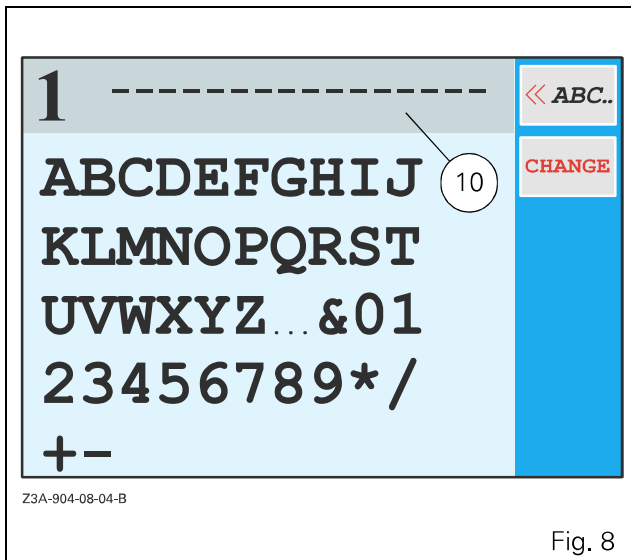 1 ----------------
<< ABC..
CHANGE
10
ABCDEFGHIJ
KLMNOPQRST
UVWXYZ...&01
23456789*/
+-
Z3A-904-08-04-B
Fig. 8